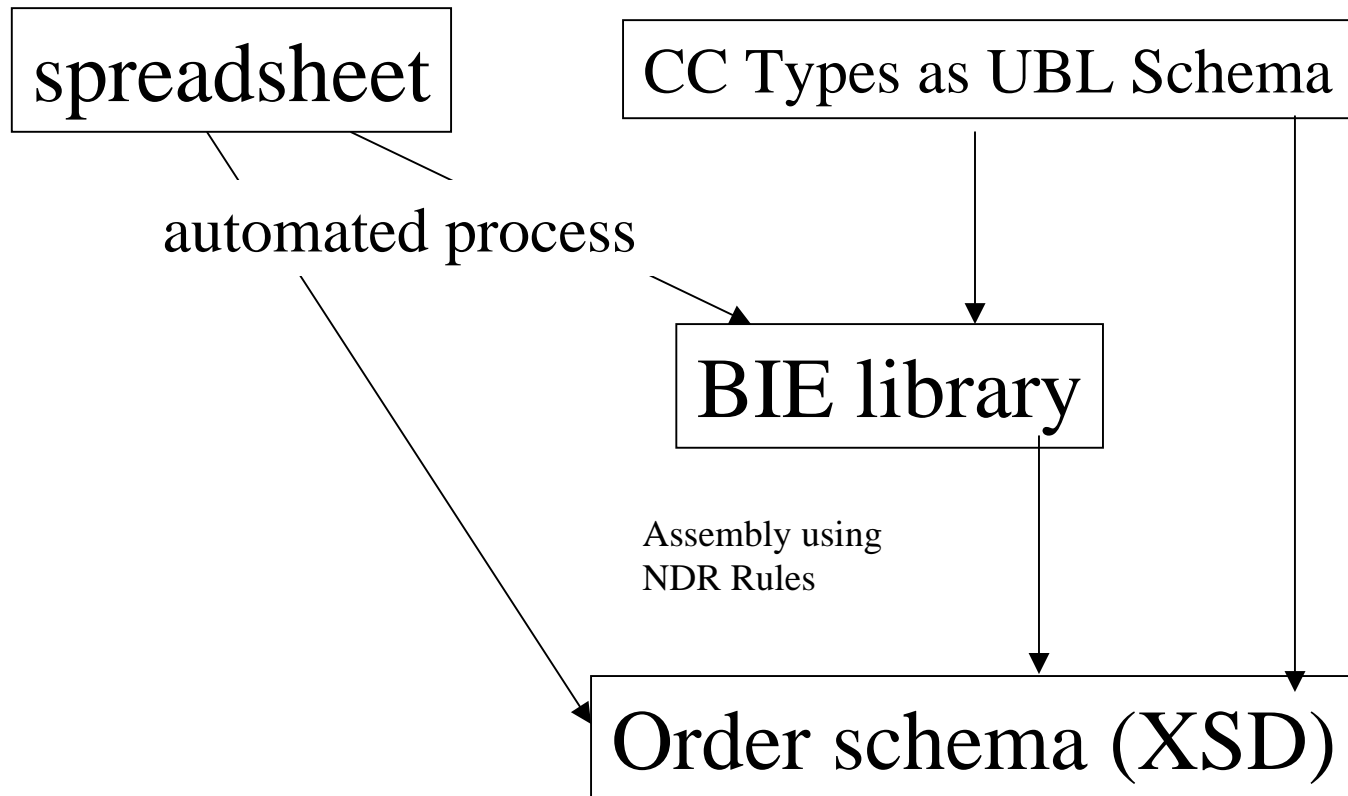 spreadsheet
CC Types as UBL Schema
automated process
BIE library
Assembly using
NDR Rules
Order schema (XSD)